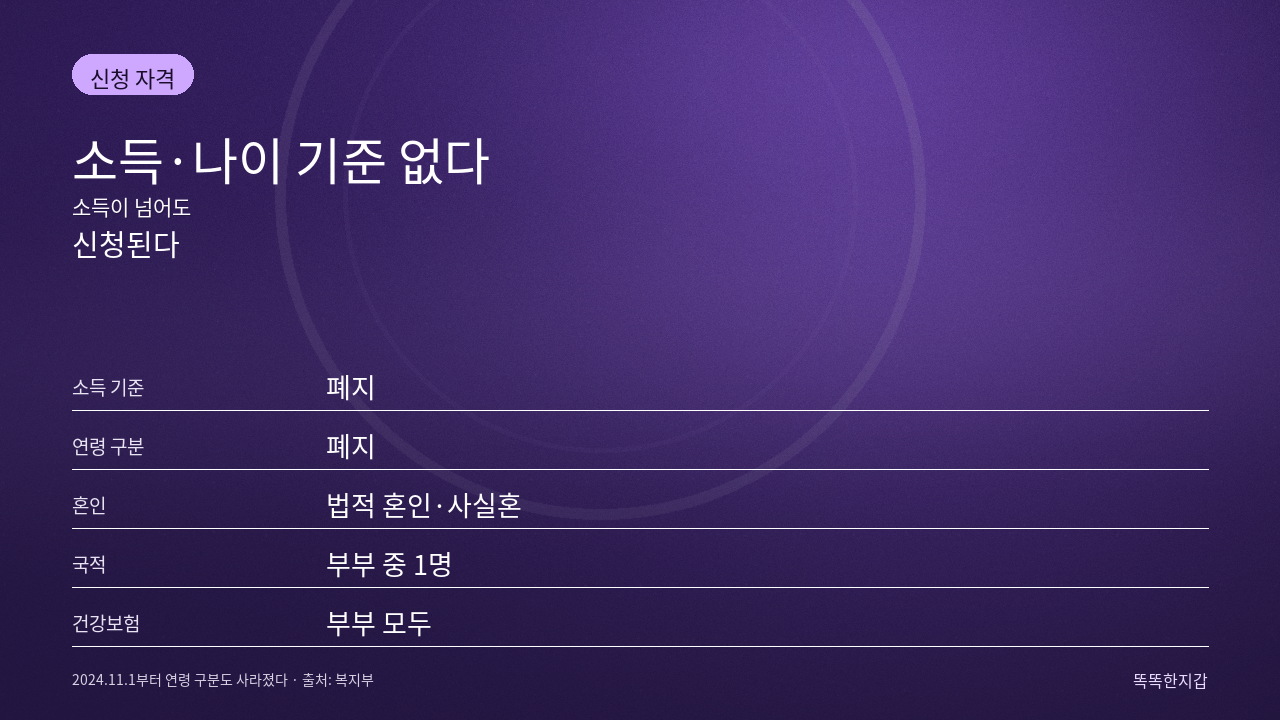 신청 자격
소득·나이 기준 없다
소득이 넘어도
신청된다
소득 기준 폐지
연령 구분 폐지
혼인 법적 혼인·사실혼
국적 부부 중 1명
건강보험 부부 모두
2024.11.1부터 연령 구분도 사라졌다 · 출처: 복지부
똑똑한지갑